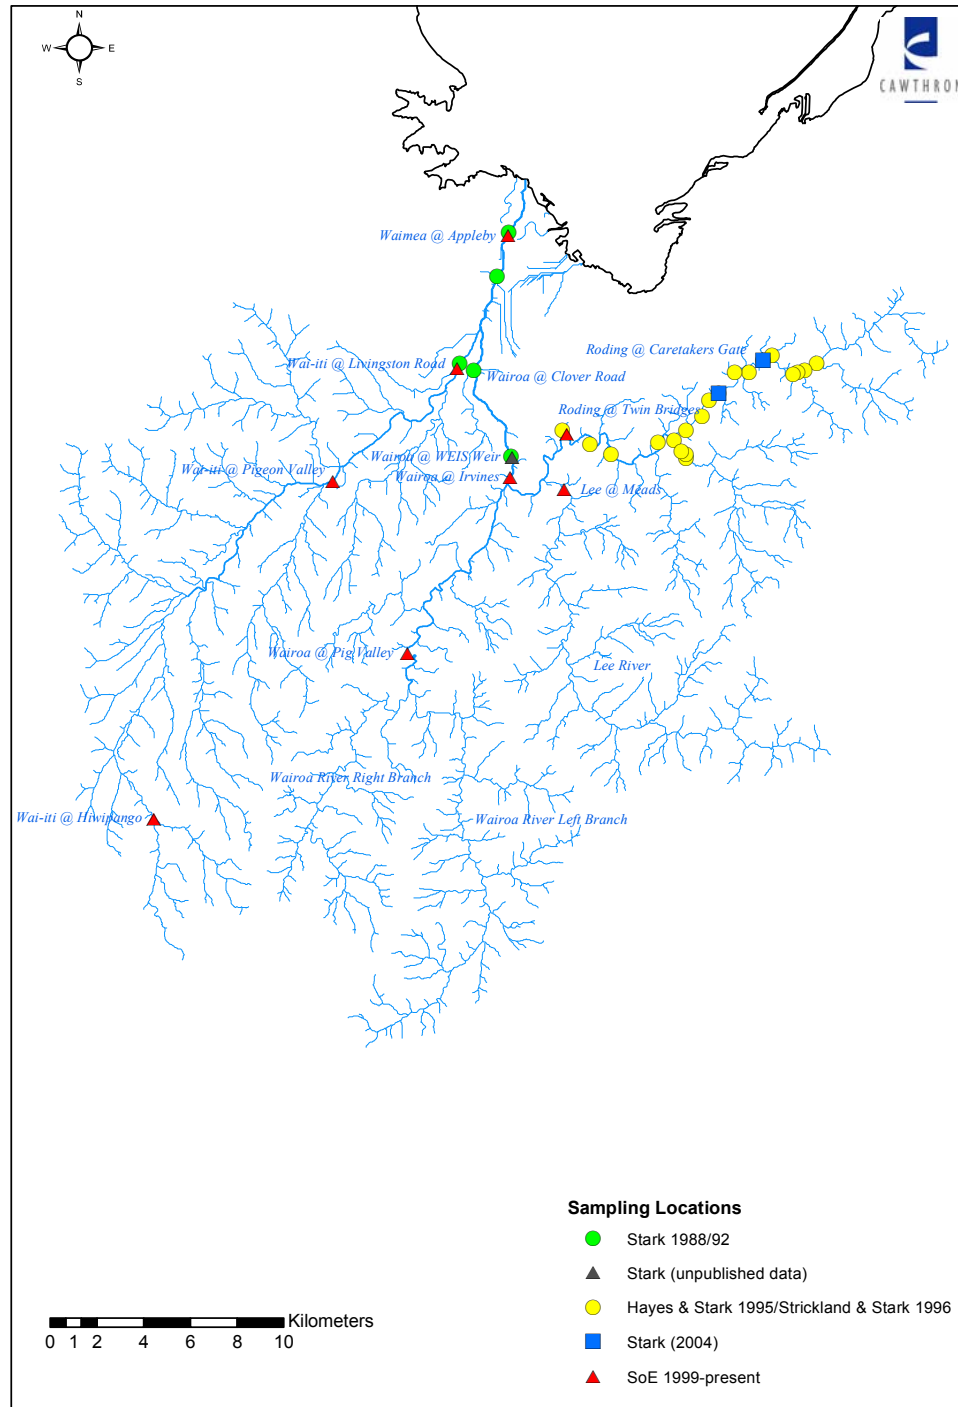 N
W E
S
CAWTHRON
Waimea @ Appleby
Roding @ Caretakers Gate
Wai-iti @ Livingston Road
Wairoa @ Clover Road
Roding @ Twin Bridges
Wairoa @ WEIS Weir
Wai-iti @ Pigeon Valley
Wairoa @ Irvines
Lee @ Meads
Wairoa @ Pig Valley
Lee River
Wairoa River Right Branch
Wai-iti @ Hiwipango
Wairoa River Left Branch
Sampling Locations
Stark 1988/92
Stark (unpublished data)
Hayes & Stark 1995/Strickland & Stark 1996
Stark (2004)
SoE 1999-present
Kilometers
0 1 2 4 6 8 10